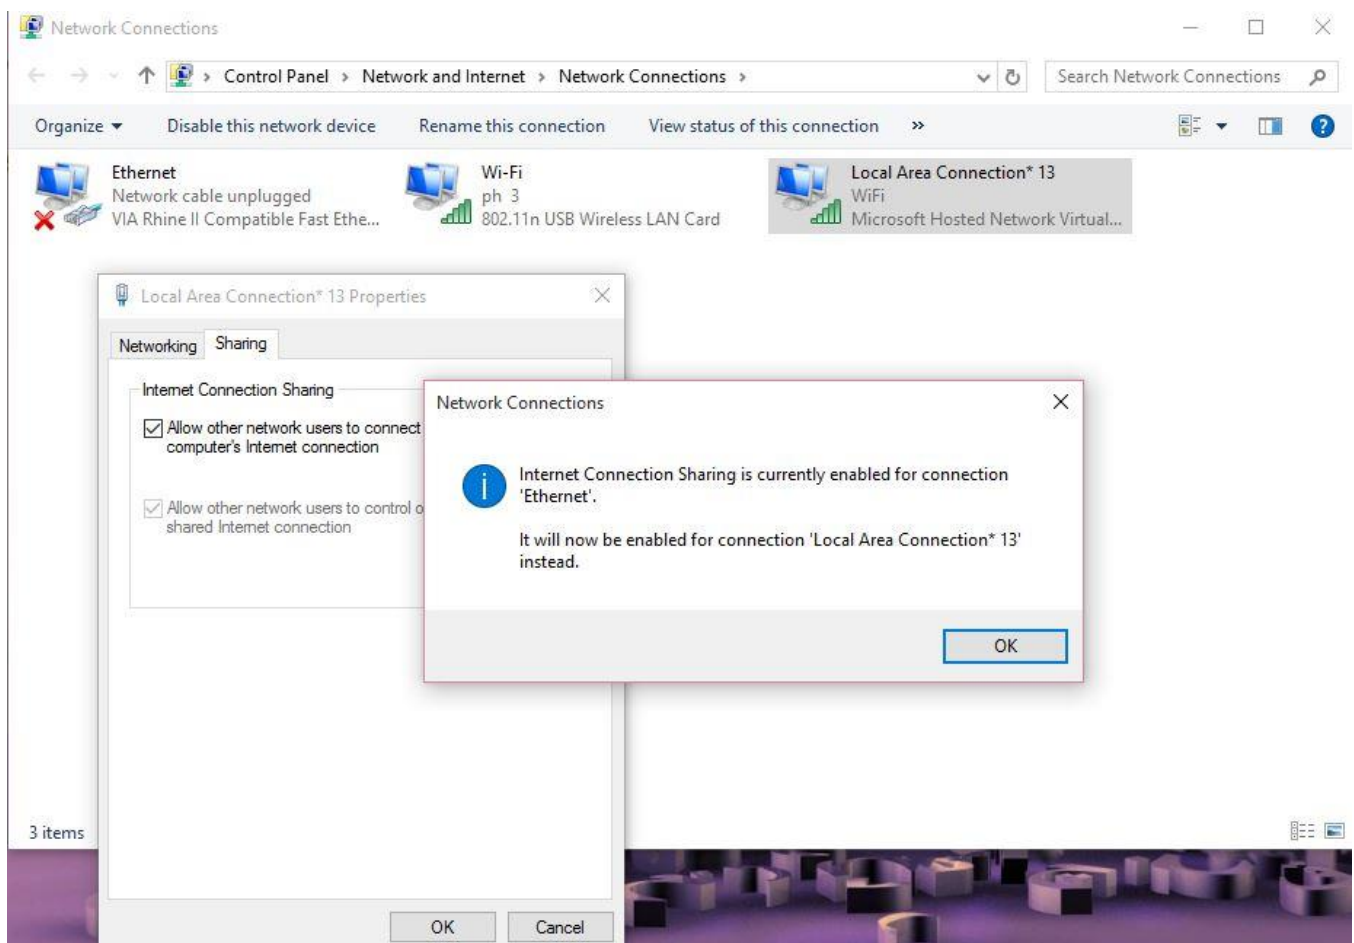 Network Connections
Control Panel > Network and Internet > Network Connections >
Search Network Connections
Organize
Disable this network device
Rename this connection
View status of this connection
»
Ethernet
Network cable unplugged
VIA Rhine II Compatible Fast Ethe...
Wi-Fi
ph 3
802.11n USB Wireless LAN Card
Local Area Connection* 13
WiFi
Microsoft Hosted Network Virtual...
Local Area Connection* 13 Properties
Networking
Sharing
Internet Connection Sharing
Allow other network users to connect
computer's Internet connection
Allow other network users to control o
shared Internet connection
Network Connections
Internet Connection Sharing is currently enabled for connection
'Ethernet'.
It will now be enabled for connection 'Local Area Connection* 13'
instead.
OK
3 items
OK
Cancel